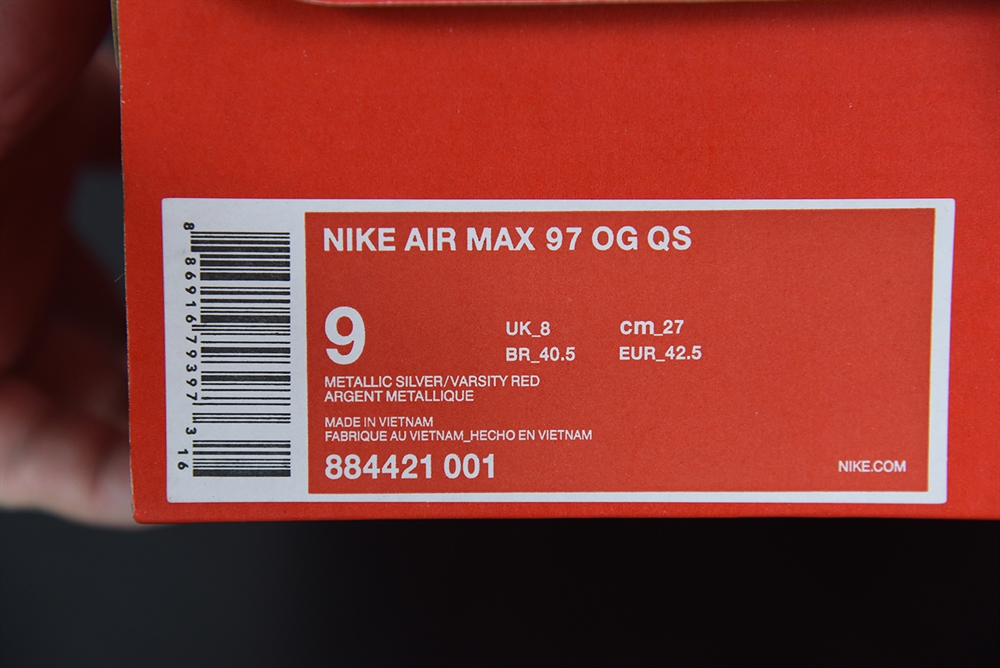 8 86916 79397 3 16
NIKE AIR MAX 97 OG QS
9
UK_8 cm_27
BR_40.5 EUR_42.5
METALLIC SILVER/VARSITY RED
ARGENT METALLIQUE
MADE IN VIETNAM
FABRIQUE AU VIETNAM_HECHO EN VIETNAM
884421 001
NIKE.COM